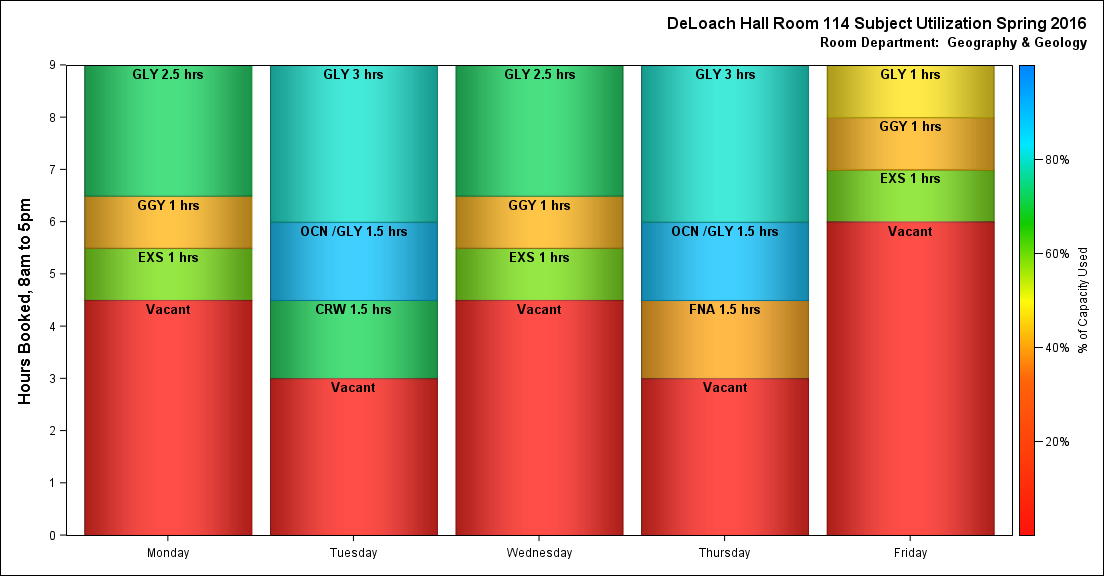 DeLoach Hall Room 114 Subject Utilization Spring 2016
Room Department:  Geography & Geology
Hours Booked, 8am to 5pm
9
8
7
6
5
4
3
2
1
0
GLY 2.5 hrs
GGY 1 hrs
EXS 1 hrs
Vacant
Monday
GLY 3 hrs
OCN /GLY 1.5 hrs
CRW 1.5 hrs
Vacant
Tuesday
GLY 2.5 hrs
GGY 1 hrs
EXS 1 hrs
Vacant
Wednesday
GLY 3 hrs
OCN /GLY 1.5 hrs
FNA 1.5 hrs
Vacant
Thursday
GLY 1 hrs
GGY 1 hrs
EXS 1 hrs
Vacant
Friday
80%
60%
40%
20%
% of Capacity Used